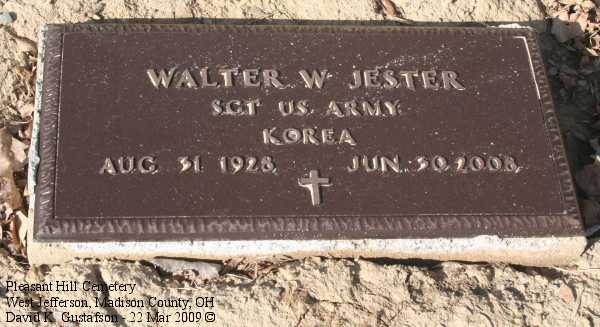 WALTER W JESTER
SGT US ARMY
KOREA
AUG 31 1928 JUN 30 2008
Pleasant Hill Cemetery
West Jefferson, Madison County, OH
David K. Gustafson - 22 Mar 2009 ©